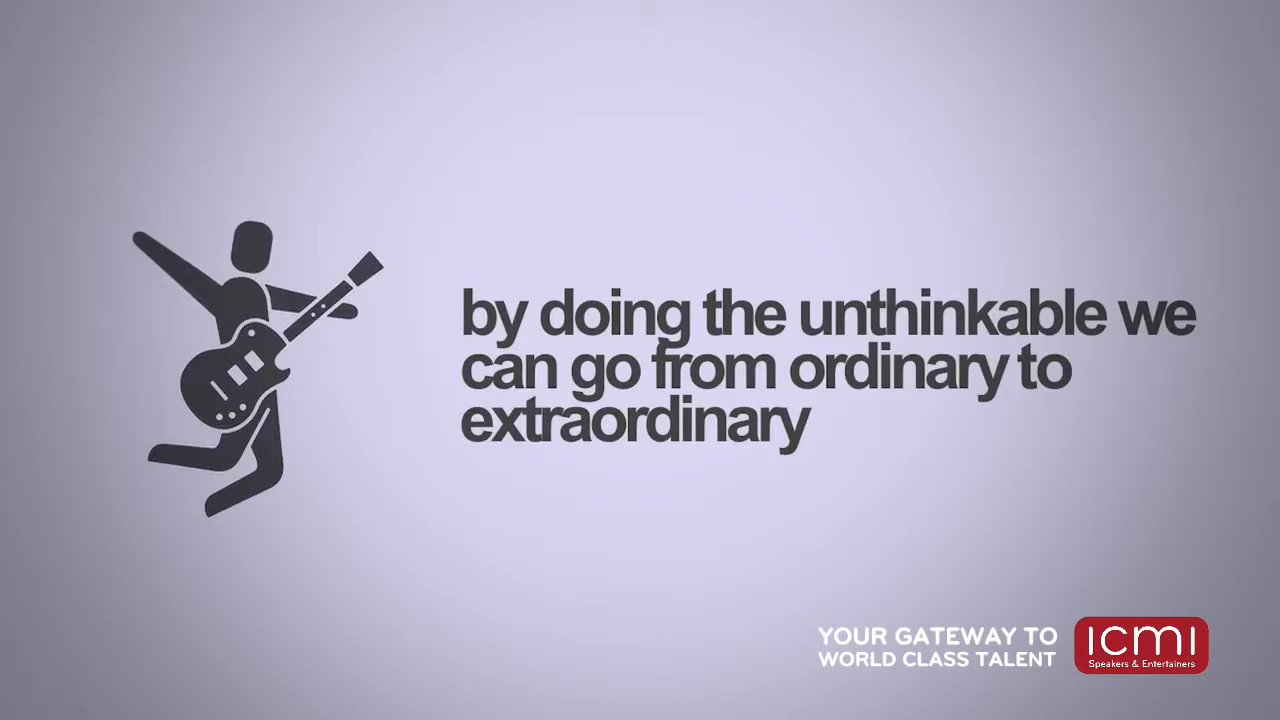 by doing the unthinkable we
can go from ordinary to
extraordinary
YOUR GATEWAY TO
WORLD CLASS TALENT
ICMI
Speakers & Entertainers